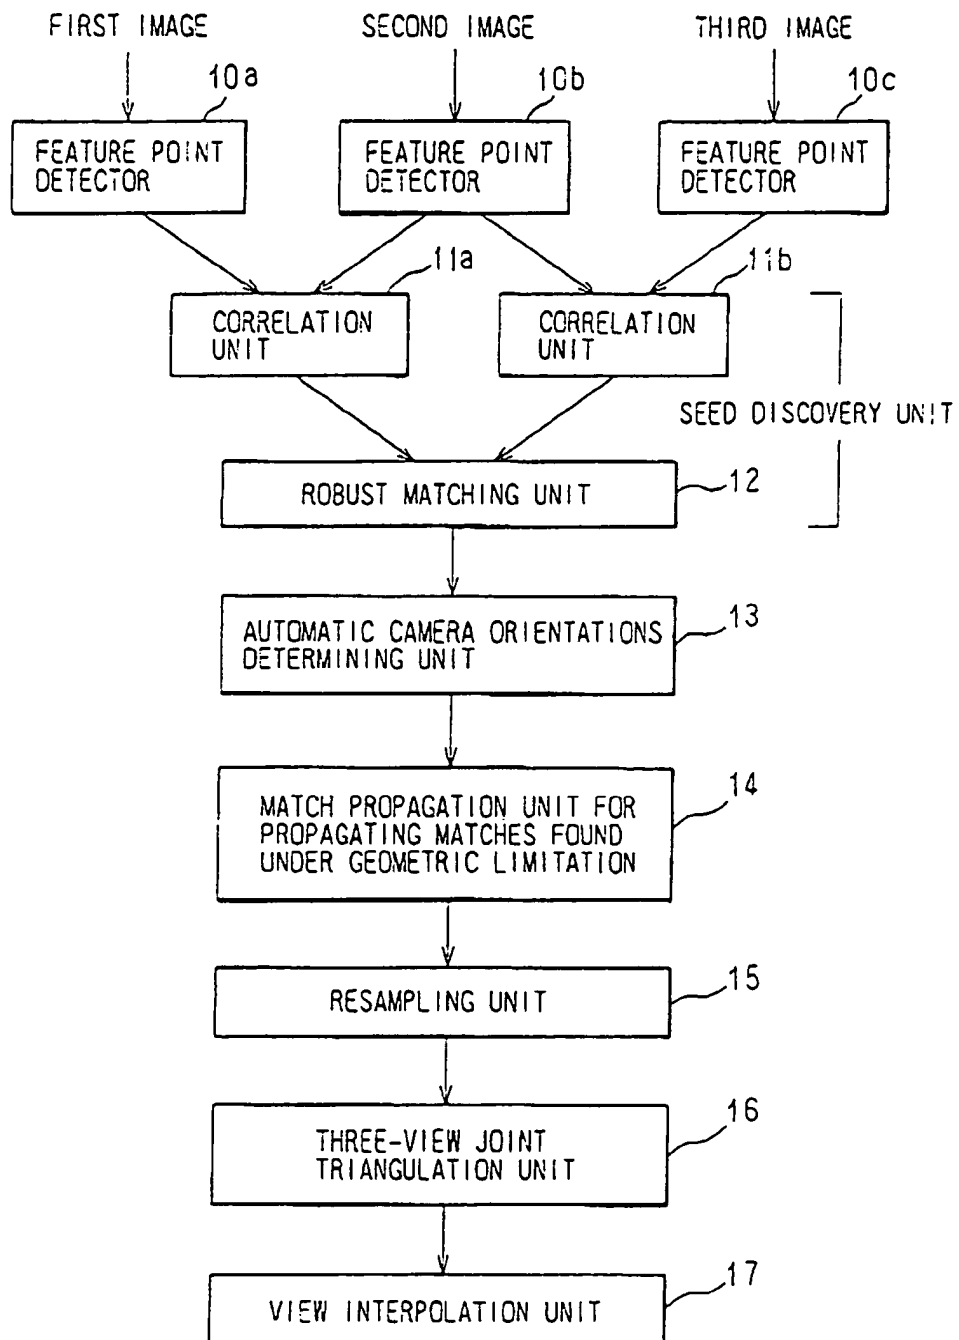 FIRST IMAGE
SECOND IMAGE
THIRD IMAGE
10a
10b
10c
FEATURE POINT
DETECTOR
FEATURE POINT
DETECTOR
FEATURE POINT
DETECTOR
11a
11b
CORRELATION
UNIT
CORRELATION
UNIT
SEED DISCOVERY UNIT
ROBUST MATCHING UNIT
12
AUTOMATIC CAMERA ORIENTATIONS
DETERMINING UNIT
13
MATCH PROPAGATION UNIT FOR
PROPAGATING MATCHES FOUND
UNDER GEOMETRIC LIMITATION
14
RESAMPLING UNIT
15
THREE-VIEW JOINT
TRIANGULATION UNIT
16
VIEW INTERPOLATION UNIT
17